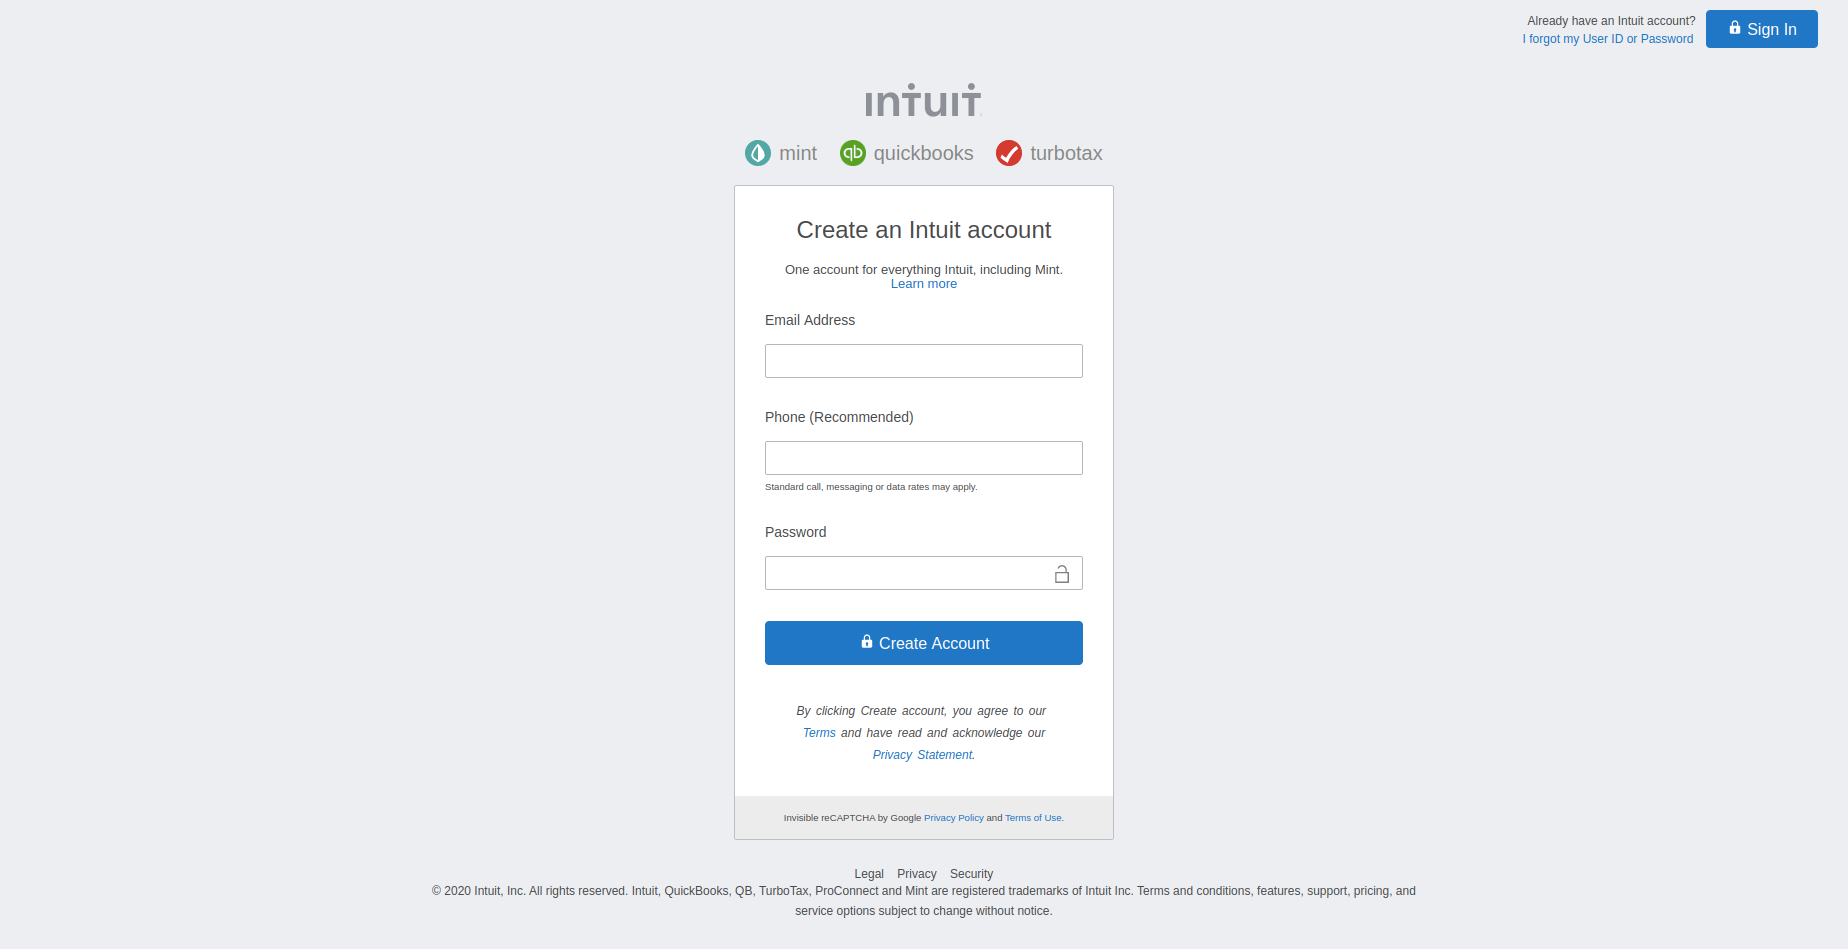 Already have an Intuit account?
I forgot my User ID or Password
Sign In
intuit
mint quickbooks turbotax
Create an Intuit account
One account for everything Intuit, including Mint.
Learn more
Email Address
Phone (Recommended)
Standard call, messaging or data rates may apply.
Password
Create Account
By clicking Create account, you agree to our
Terms and have read and acknowledge our
Privacy Statement.
Invisible reCAPTCHA by Google Privacy Policy and Terms of Use.
Legal Privacy Security
© 2020 Intuit, Inc. All rights reserved. Intuit, QuickBooks, QB, TurboTax, ProConnect and Mint are registered trademarks of Intuit Inc. Terms and conditions, features, support, pricing, and
service options subject to change without notice.